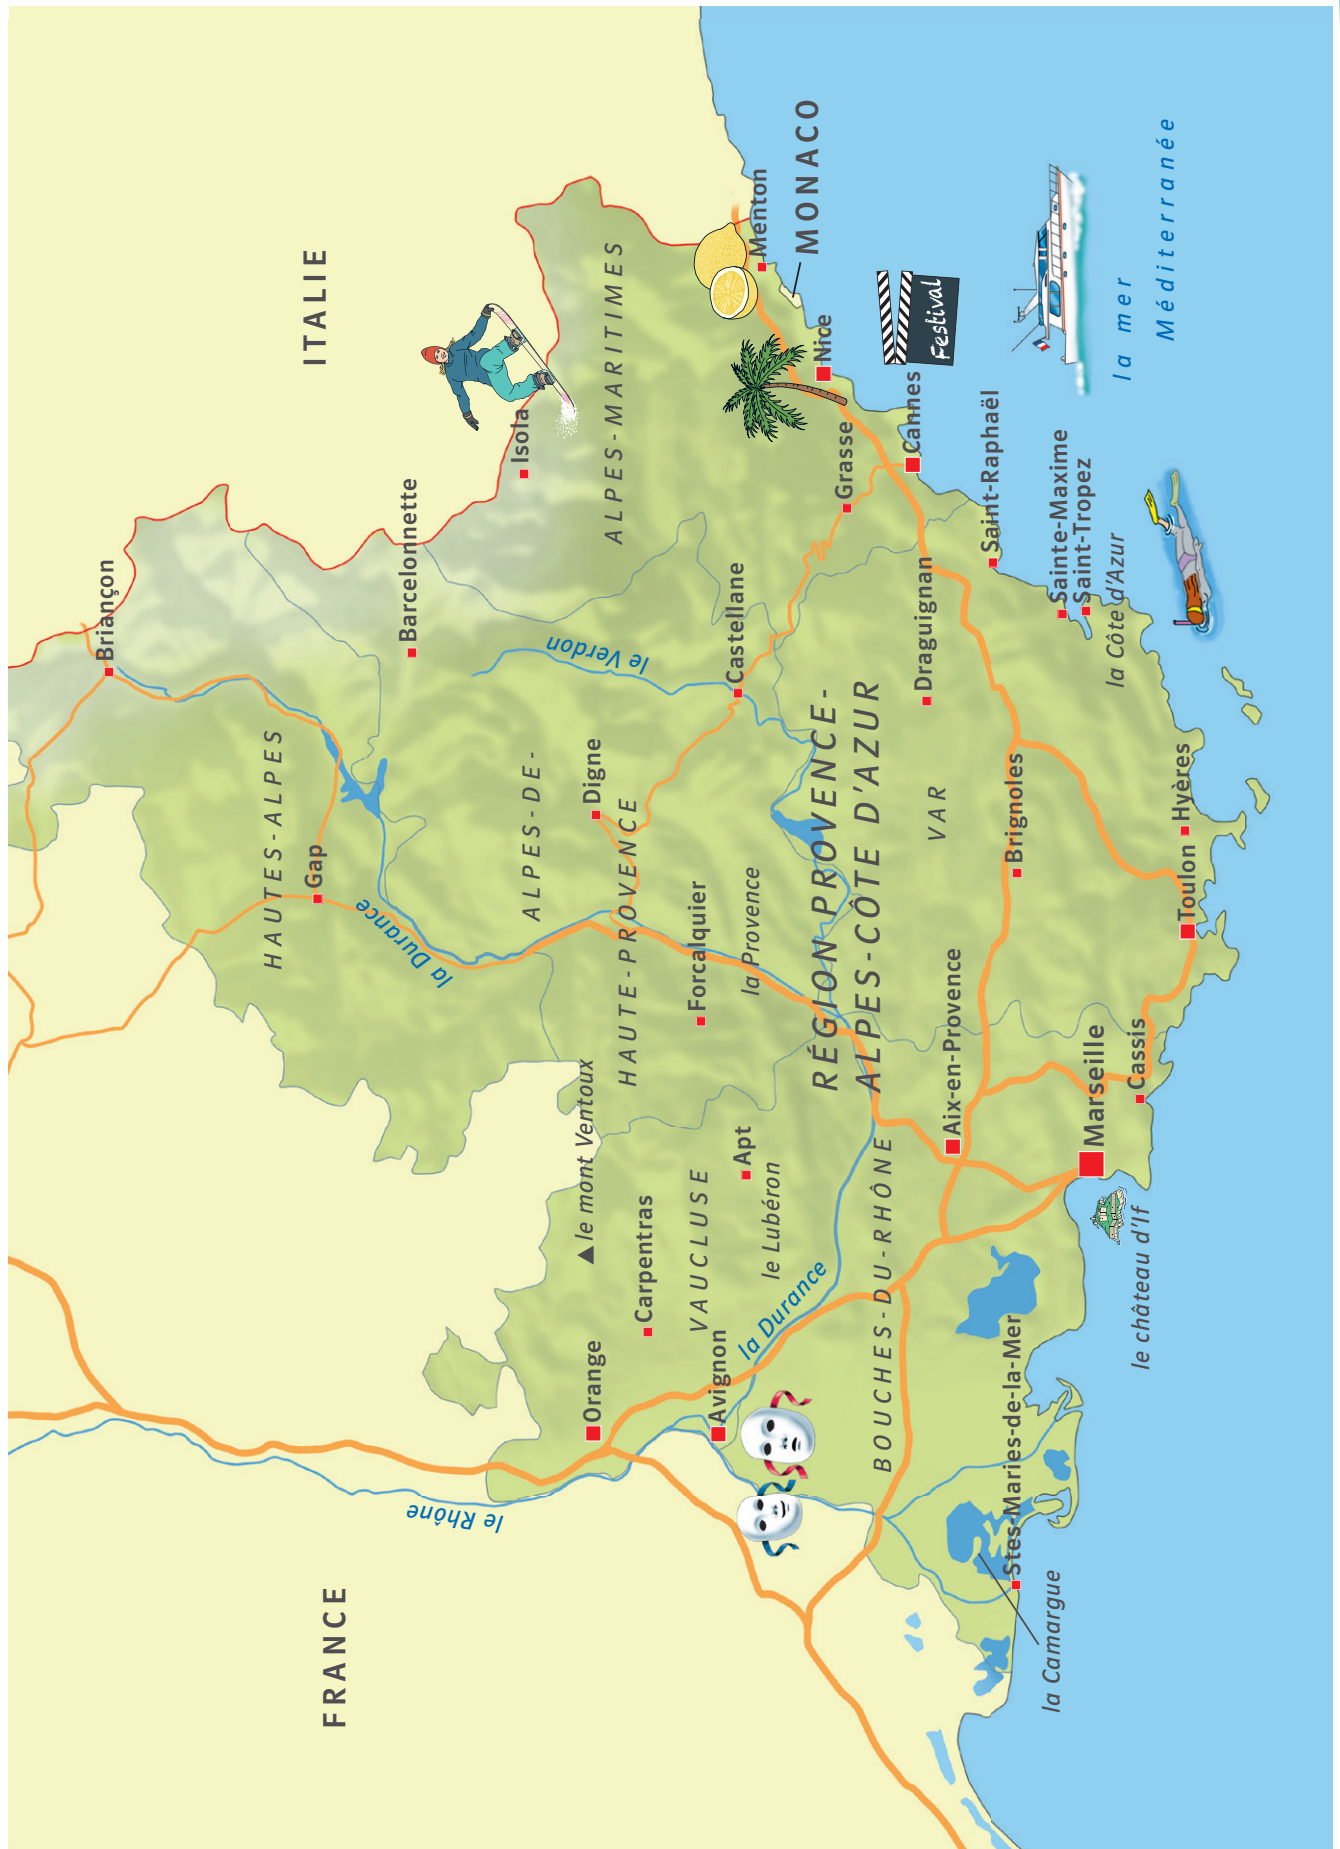 FRANCE
ITALIE
MONACO
Briançon
HAUTES-ALPES
Gap
Barcelonnette
la Durance
Isola
ALPES-DE-
HAUTE-PROVENCE
Digne
le Verdon
ALPES-MARITIMES
le Rhône
Orange
le mont Ventoux
Carpentras
VAUCLUSE
Avignon
Apt
le Lubéron
la Durance
Forcalquier
la Provence
Castellane
Menton
Nice
Grasse
Cannes
Festival
RÉGION PROVENCE-
ALPES-CÔTE D'AZUR
BOUCHES-DU-RHÔNE
Aix-en-Provence
VAR
Draguignan
Saint-Raphaël
Brignoles
Sainte-Maxime
Saint-Tropez
la Côte d'Azur
Stes-Maries-de-la-Mer
la Camargue
Marseille
le château d'If
Cassis
Toulon
Hyères
la mer
Méditerranée